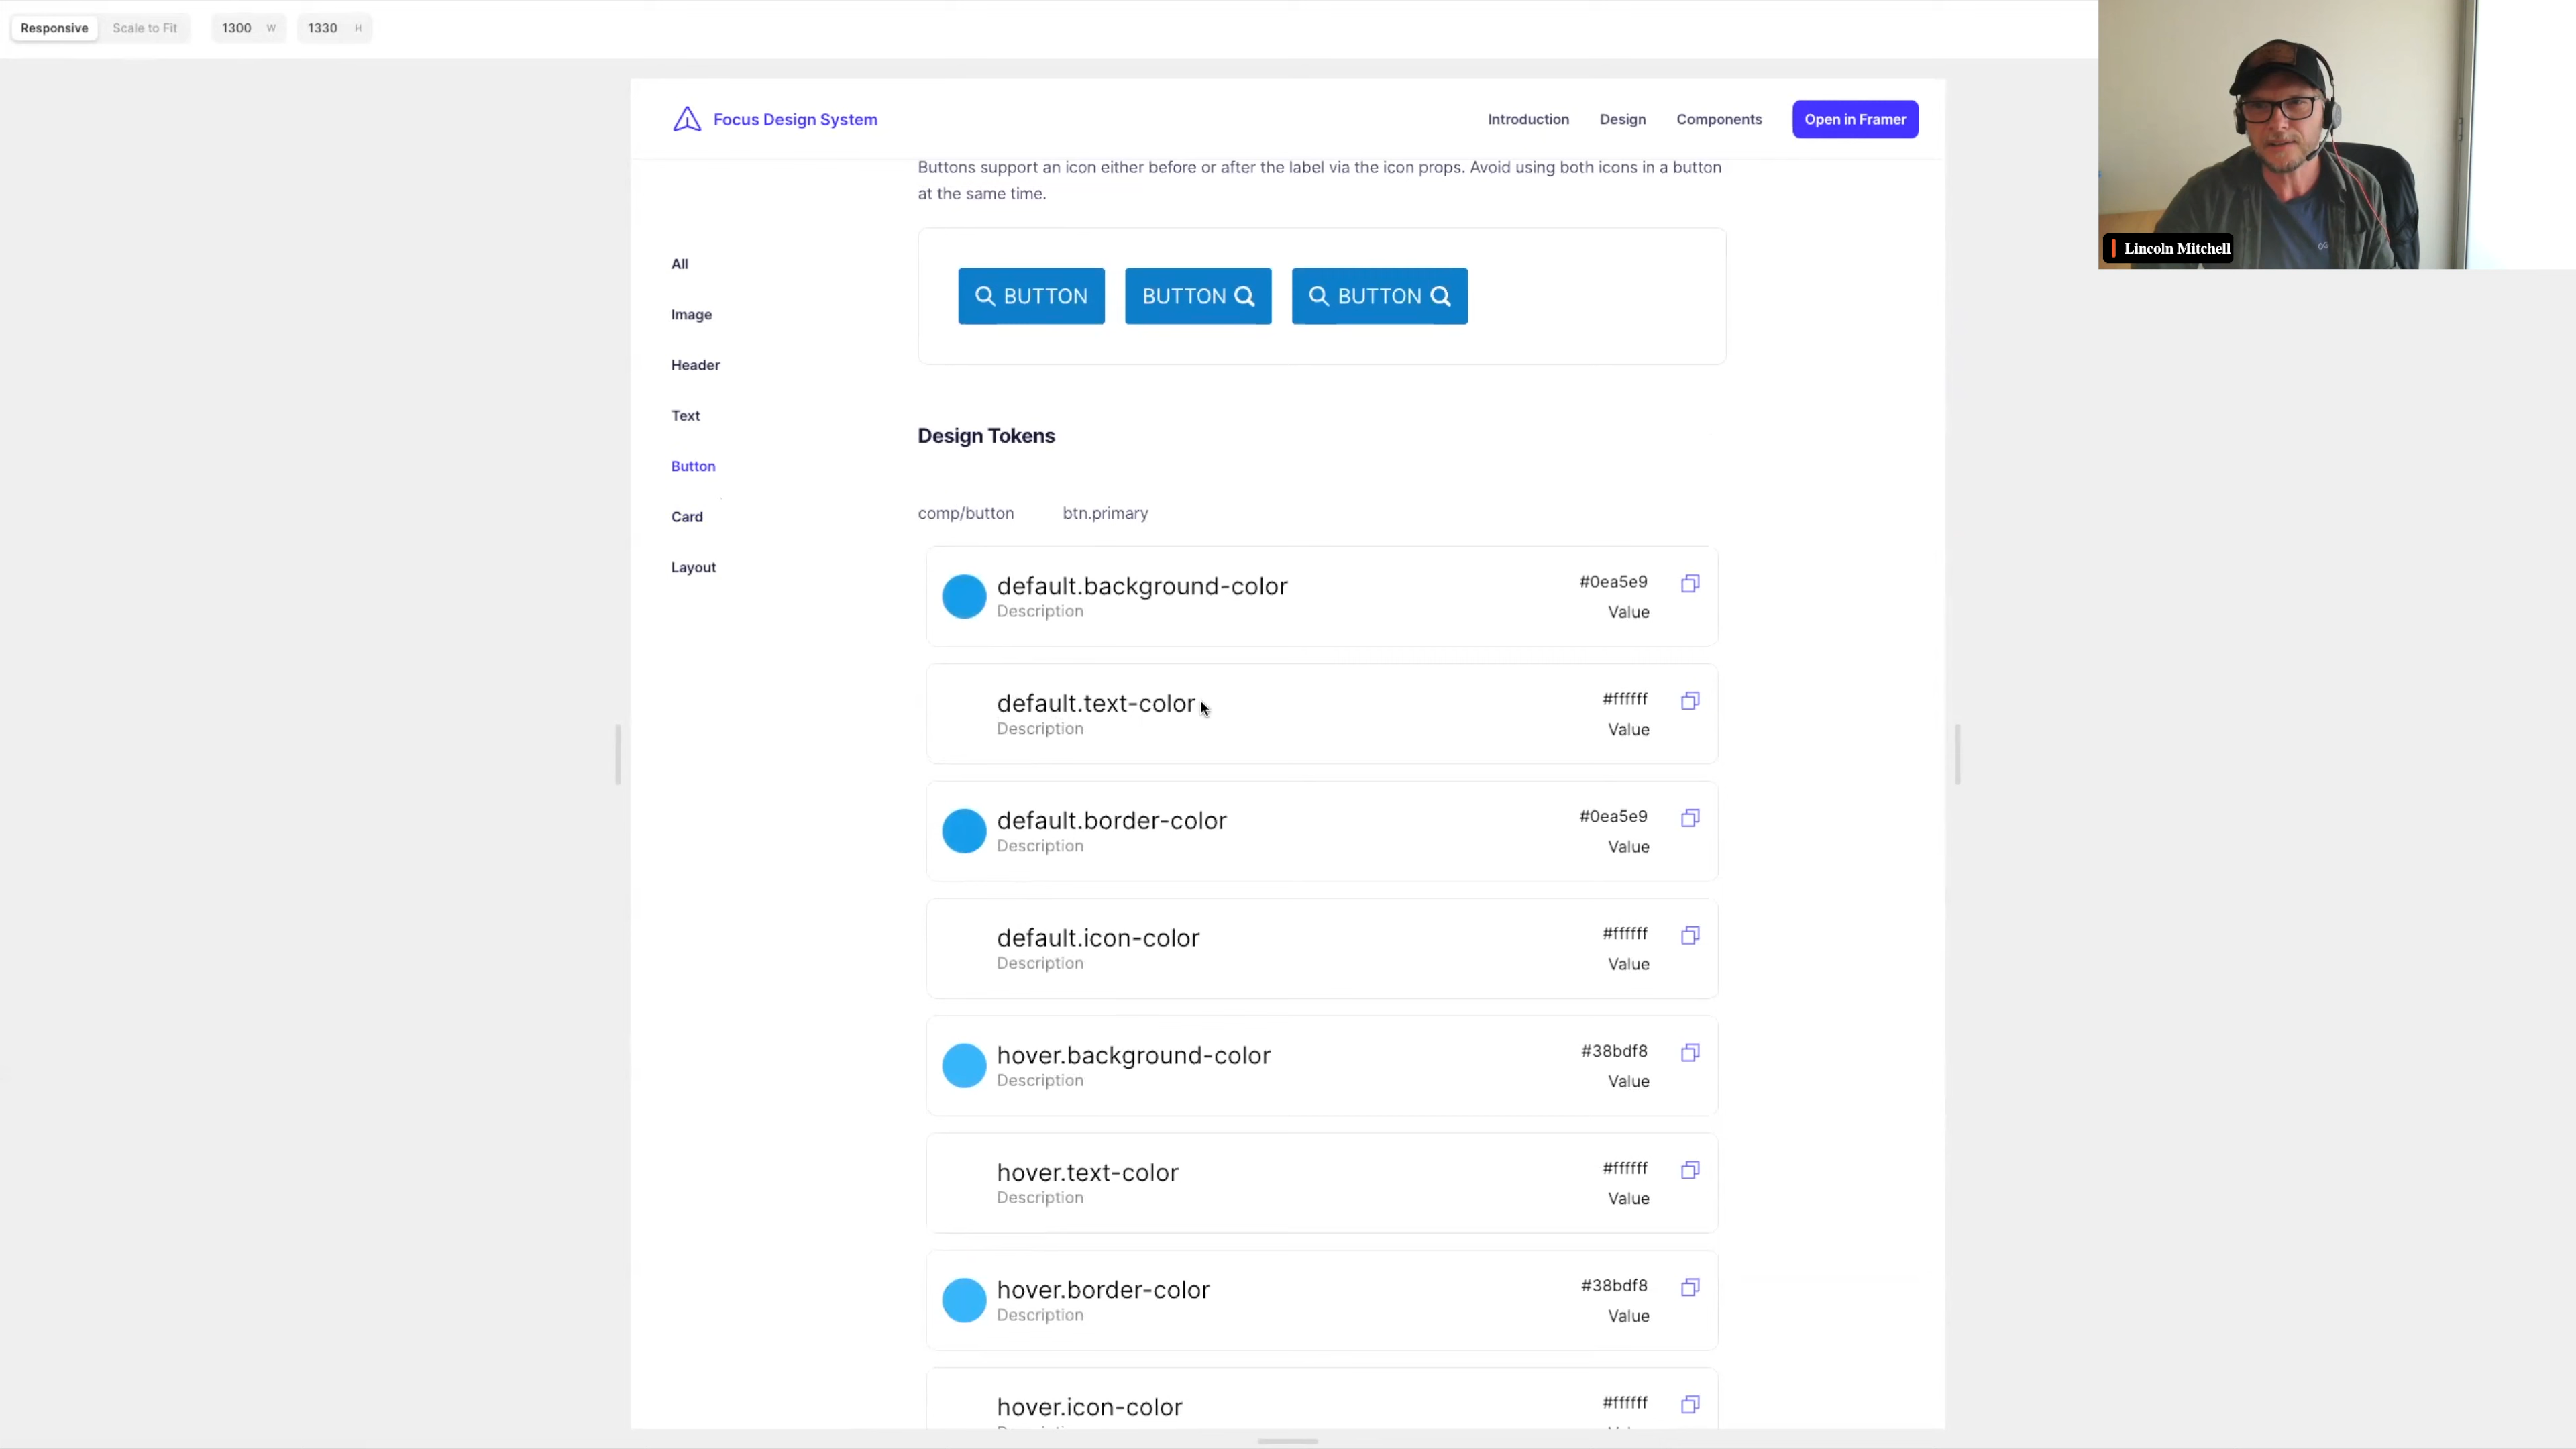 Responsive
Scale to Fit
1300 W
1330 H
Lincoln Mitchell
Focus Design System
Introduction
Design
Components
Open in Framer
Buttons support an icon either before or after the label via the icon props. Avoid using both icons in a button
at the same time.
All
Image
Header
Text
Button
Card
Layout
BUTTON
BUTTON
BUTTON
Design Tokens
comp/button
btn.primary
default.background-color
Description
#0ea5e9
Value
default.text-color
Description
#ffffff
Value
default.border-color
Description
#0ea5e9
Value
default.icon-color
Description
#ffffff
Value
hover.background-color
Description
#38bdf8
Value
hover.text-color
Description
#ffffff
Value
hover.border-color
Description
#38bdf8
Value
hover.icon-color
#ffffff